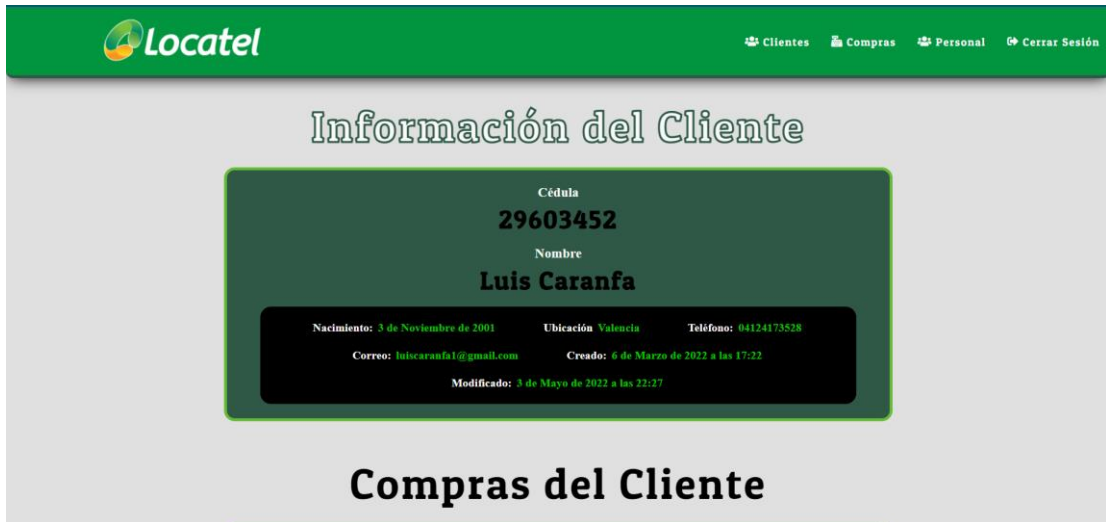 Locatel
Clientes Compras Personal Cerrar Sesión
Información del Cliente
Cédula
29603452
Nombre
Luis Caranfa
Nacimiento: 3 de Noviembre de 2001 Ubicación Valencia Teléfono: 04124173528
Correo: luiscaranfa1@gmail.com Creado: 6 de Marzo de 2022 a las 17:22
Modificado: 3 de Mayo de 2022 a las 22:27
Compras del Cliente